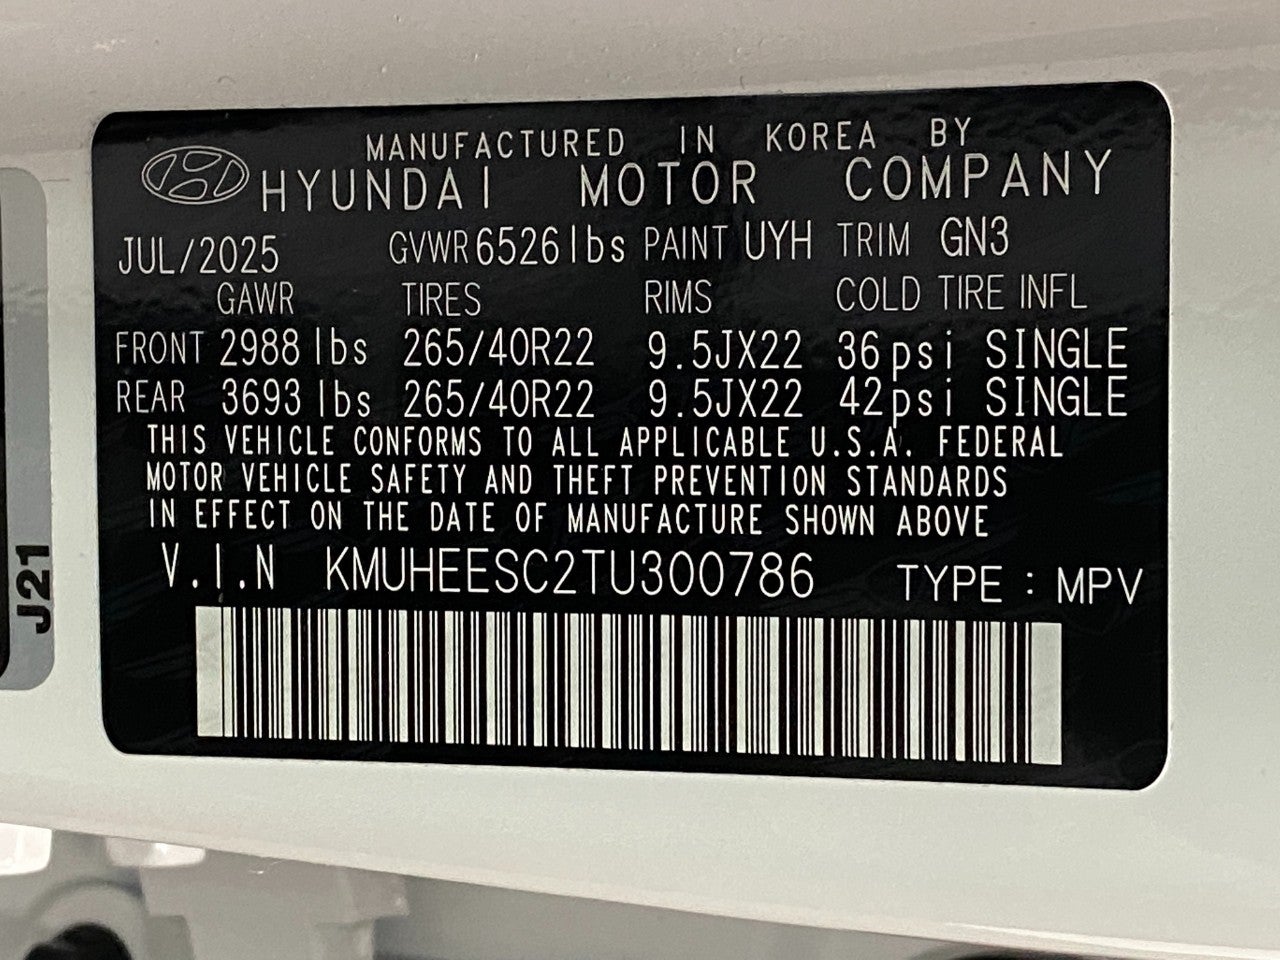 MANUFACTURED IN KOREA BY
HYUNDAI MOTOR COMPANY
JUL/2025 GVWR 6526 lbs PAINT UYH TRIM GN3
GAWR TIRES RIMS COLD TIRE INFL
FRONT 2988 lbs 265/40R22 9.5JX22 36 psi SINGLE
REAR 3693 lbs 265/40R22 9.5JX22 42 psi SINGLE
THIS VEHICLE CONFORMS TO ALL APPLICABLE U.S.A. FEDERAL
MOTOR VEHICLE SAFETY AND THEFT PREVENTION STANDARDS
IN EFFECT ON THE DATE OF MANUFACTURE SHOWN ABOVE
V.I.N KMUHEESC2TU300786 TYPE : MPV
J21